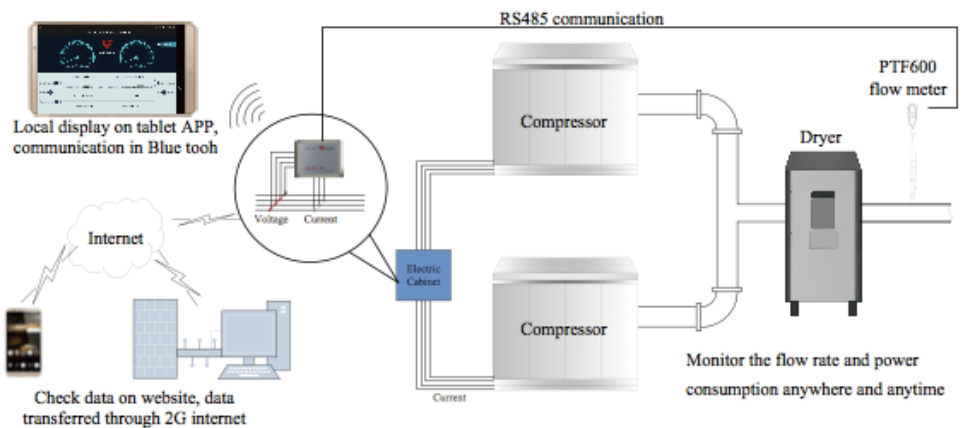 RS485 communication
PTF600
flow meter
Local display on tablet APP,
communication in Blue tooh
Compressor
Dryer
Voltage
Current
Internet
Electric
Cabinet
Compressor
Current
Monitor the flow rate and power
consumption anywhere and anytime
Check data on website, data
transferred through 2G internet